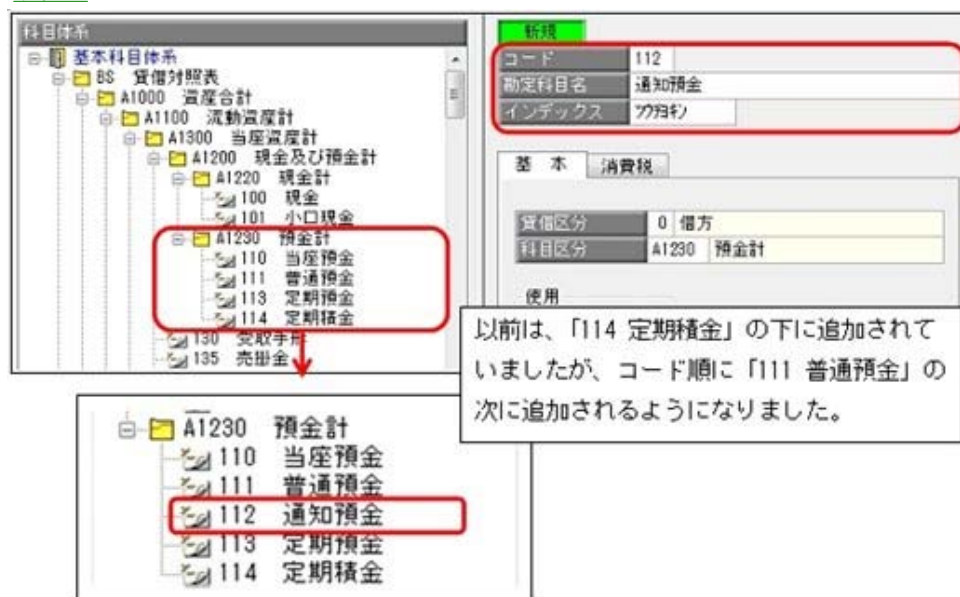 科目体系
基本科目体系
BS 貸借対照表
A1000 資産合計
A1100 流動資産計
A1300 当座資産計
A1200 現金及び預金計
A1220 現金計
100 現金
101 小口現金
A1230 預金計
110 当座預金
111 普通預金
113 定期預金
114 定期積金
130 受取手形
135 売掛金
新規
コード 112
勘定科目名 通知預金
インデックス ﾂｳﾁﾖｷﾝ
基 本 消費税
貸借区分 0 借方
科目区分 A1230 預金計
使用
以前は、「114 定期積金」の下に追加されて
いましたが、コード順に「111 普通預金」の
次に追加されるようになりました。
A1230 預金計
110 当座預金
111 普通預金
112 通知預金
113 定期預金
114 定期積金